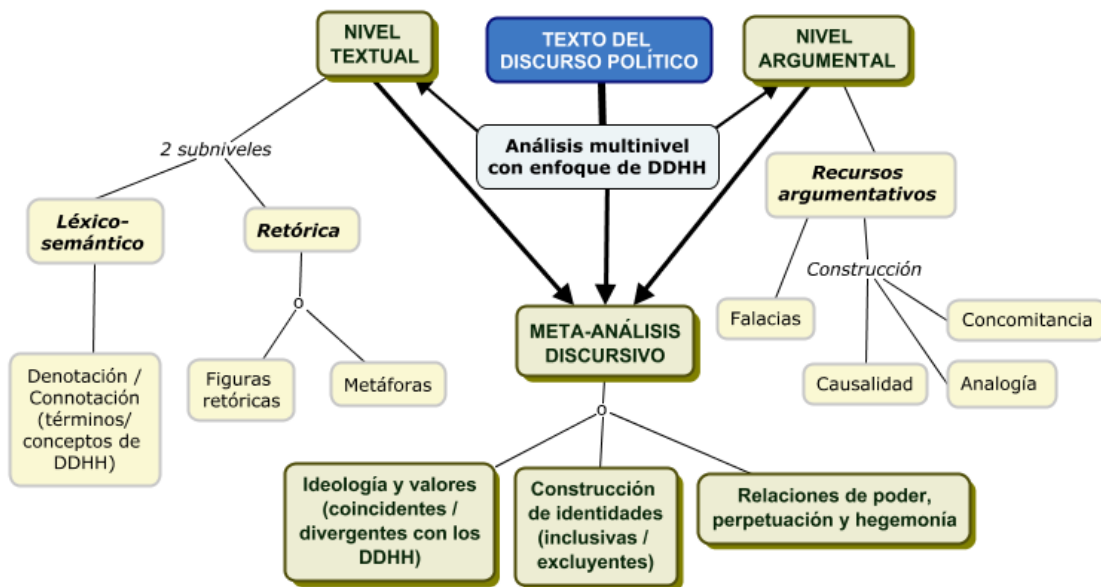 NIVEL
TEXTUAL
TEXTO DEL
DISCURSO POLÍTICO
NIVEL
ARGUMENTAL
Análisis multinivel
con enfoque de DDHH
2 subniveles
Recursos
argumentativos
Léxico-
semántico
Retórica
Construcción
o
Falacias
Concomitancia
META-ANÁLISIS
DISCURSIVO
Denotación /
Connotación
(términos/
conceptos de
DDHH)
Figuras
retóricas
Metáforas
Causalidad
Analogía
o
Ideología y valores
(coincidentes /
divergentes con los
DDHH)
Construcción
de identidades
(inclusivas /
excluyentes)
Relaciones de poder,
perpetuación y hegemonía